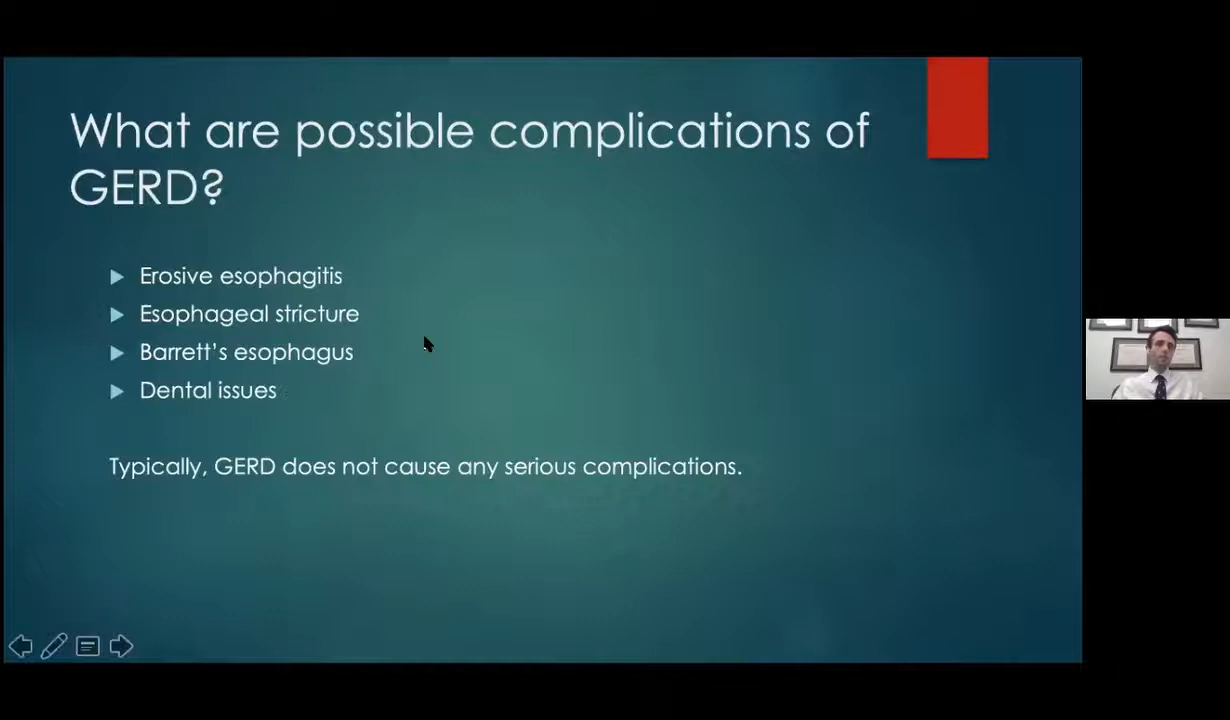 What are possible complications of
GERD?
Erosive esophagitis
Esophageal stricture
Barrett's esophagus
Dental issues
Typically, GERD does not cause any serious complications.